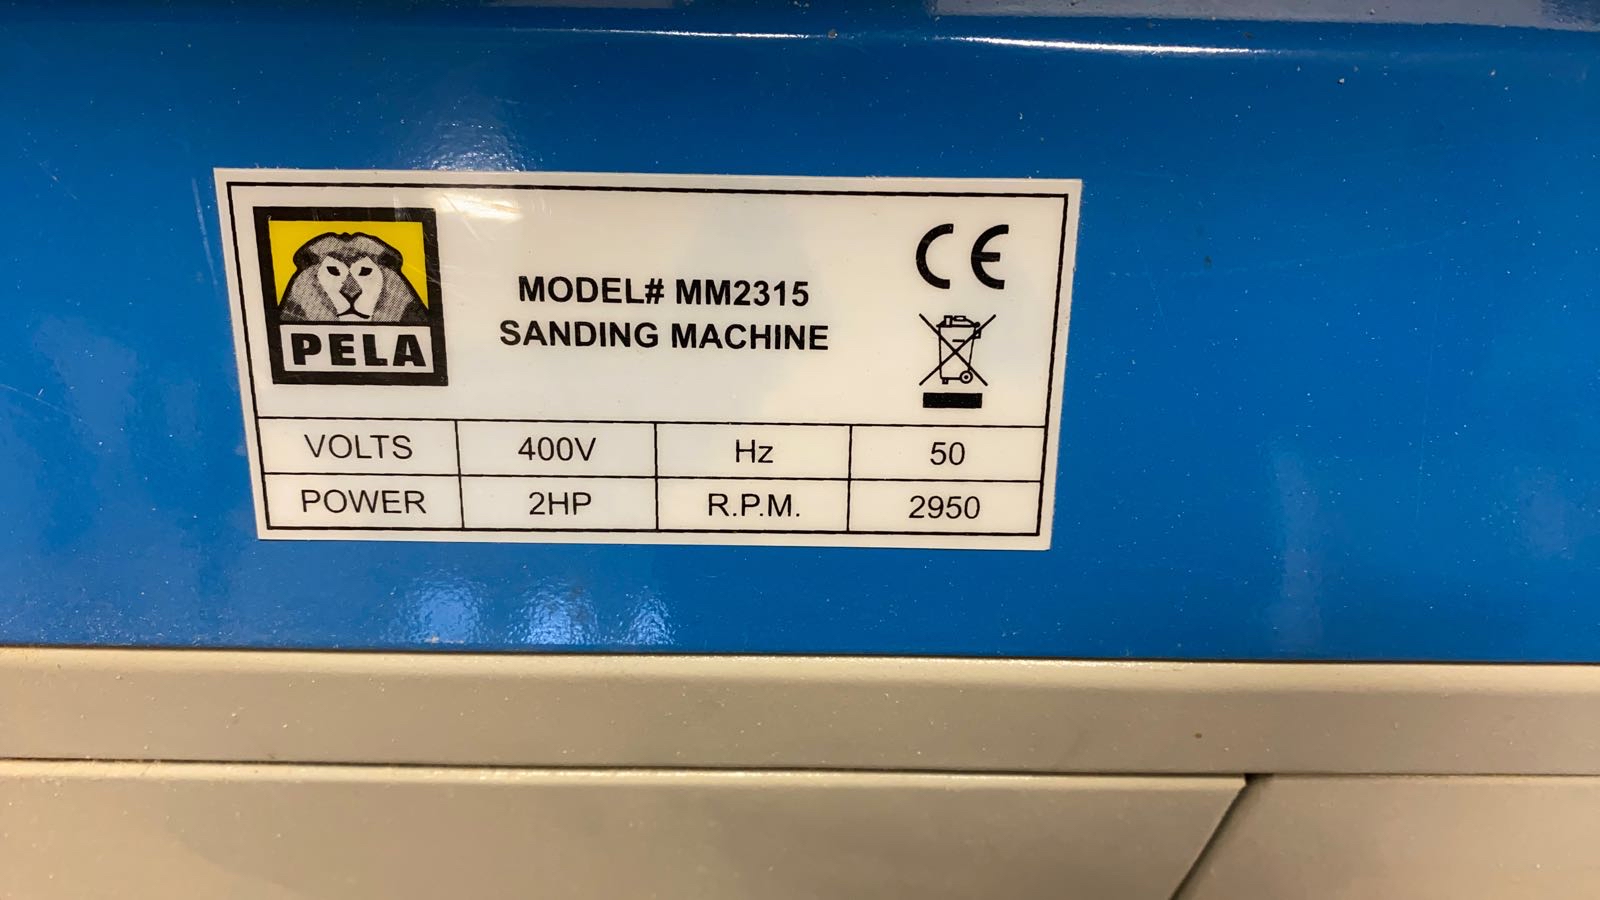 PELA
MODEL# MM2315
SANDING MACHINE
CE
VOLTS 400V Hz 50
POWER 2HP R.P.M. 2950